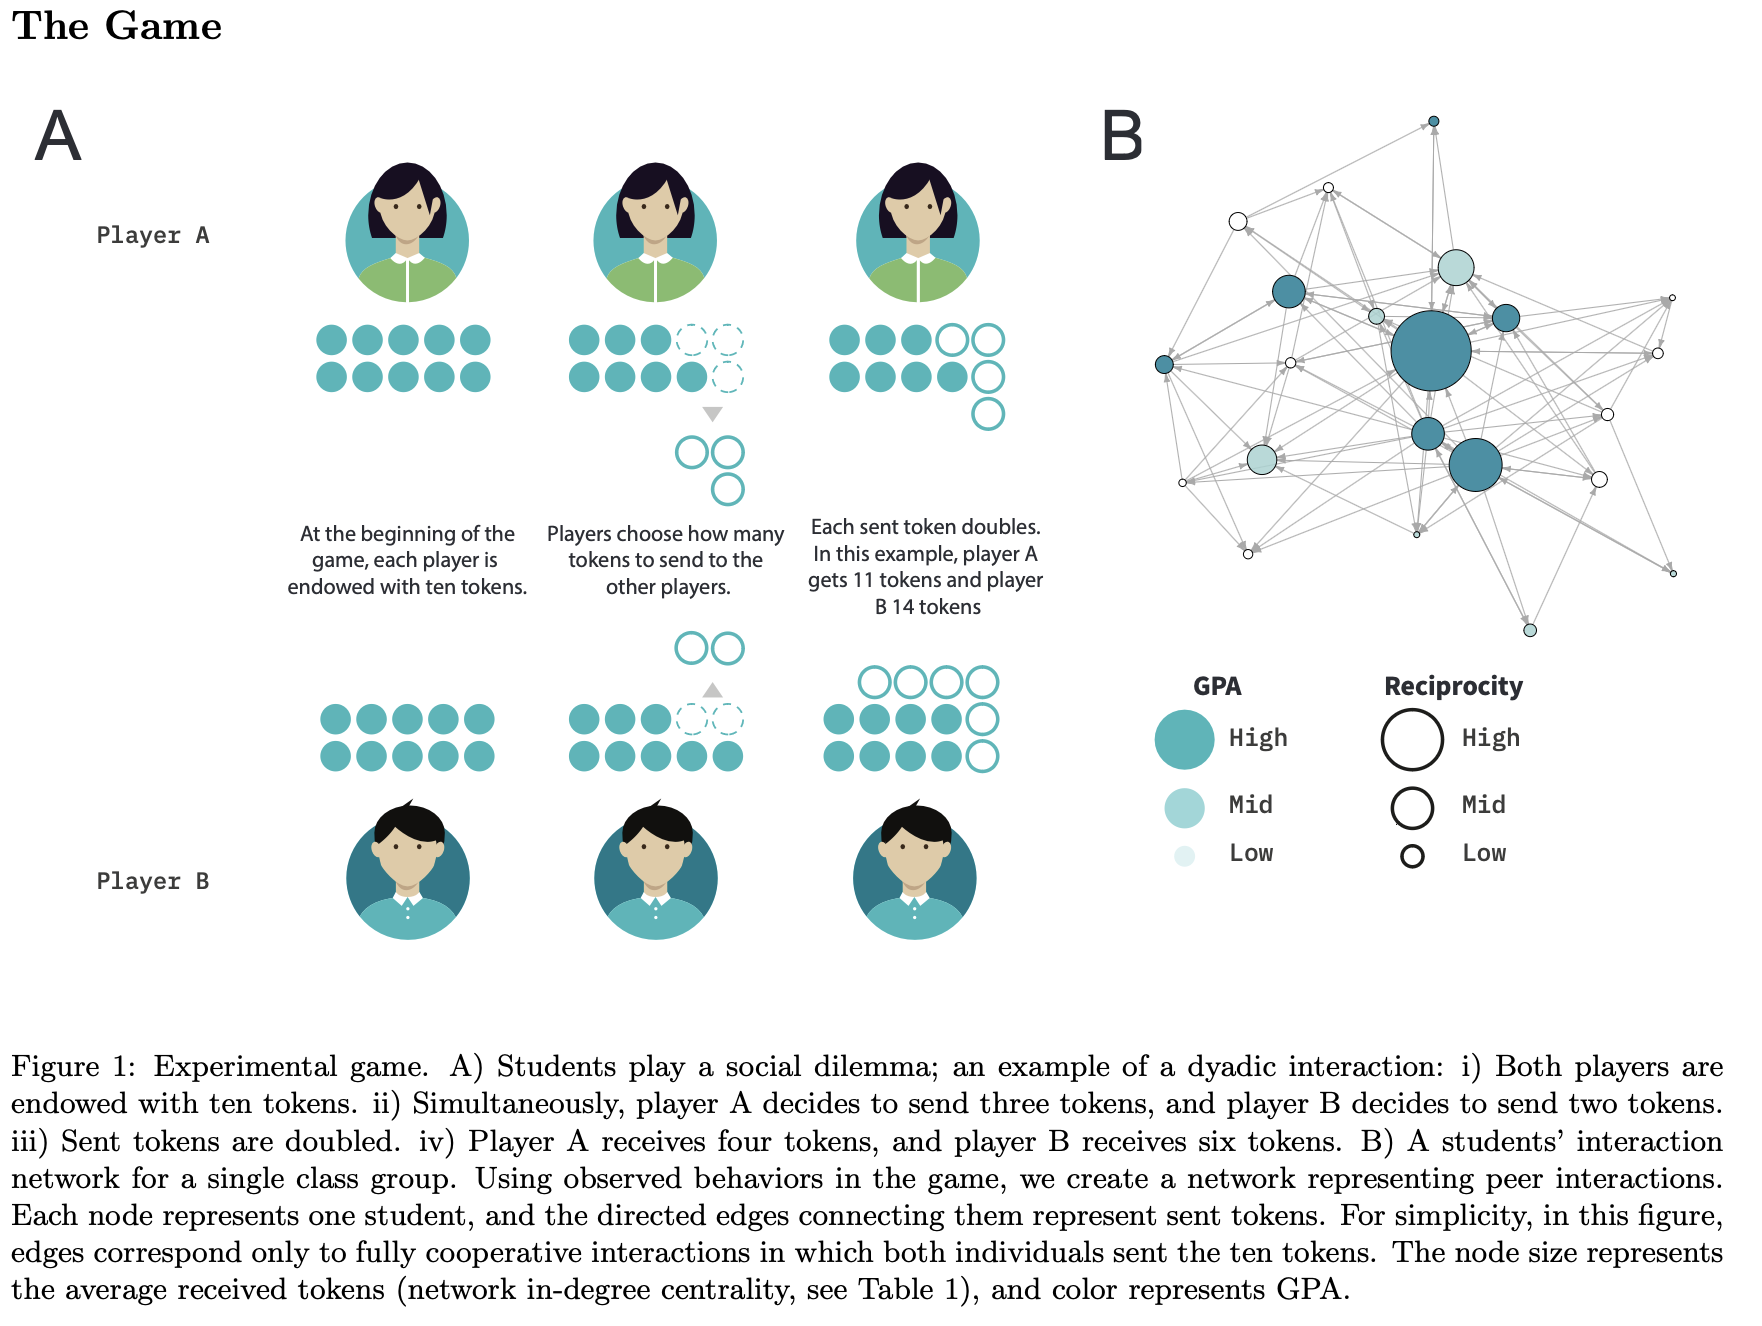 The Game
A
B
Player A
At the beginning of the
game, each player is
endowed with ten tokens.
Players choose how many
tokens to send to the
other players.
Each sent token doubles.
In this example, player A
gets 11 tokens and player
B 14 tokens
Player B
GPA
High
Mid
Low
Reciprocity
High
Mid
Low
Figure 1: Experimental game. A) Students play a social dilemma; an example of a dyadic interaction: i) Both players are
endowed with ten tokens. ii) Simultaneously, player A decides to send three tokens, and player B decides to send two tokens.
iii) Sent tokens are doubled. iv) Player A receives four tokens, and player B receives six tokens. B) A students’ interaction
network for a single class group. Using observed behaviors in the game, we create a network representing peer interactions.
Each node represents one student, and the directed edges connecting them represent sent tokens. For simplicity, in this figure,
edges correspond only to fully cooperative interactions in which both individuals sent the ten tokens. The node size represents
the average received tokens (network in-degree centrality, see Table 1), and color represents GPA.